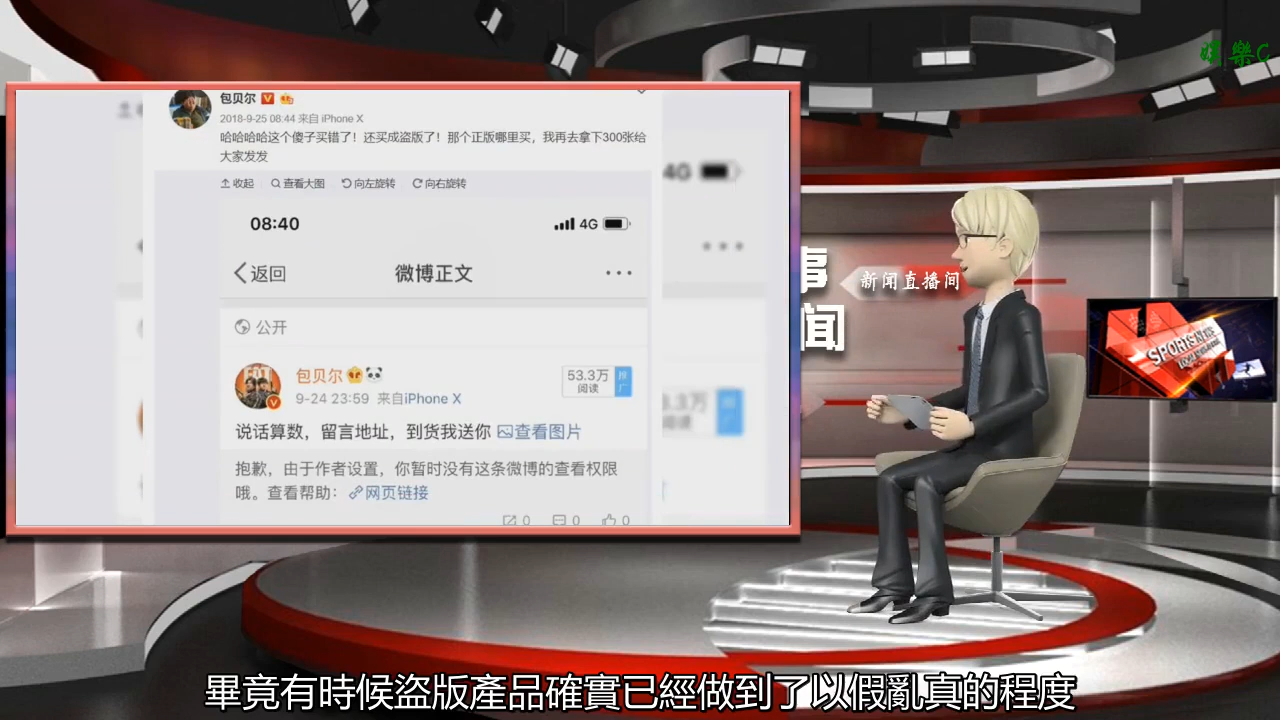 包贝尔
2018-9-25 08:44 来自 iPhone X
哈哈哈哈这个傻子买错了！还买成盗版了！那个正版哪里买，我再去拿下300张给
大家发发
收起 查看大图 向左旋转 向右旋转
08:40 4G
返回 微博正文
公开
包贝尔
53.3万
阅读
推广
9-24 23:59 来自iPhone X
说话算数，留言地址，到货我送你 查看图片
抱歉，由于作者设置，你暂时没有这条微博的查看权限
哦。查看帮助： 网页链接
0 0 0
4G
事
闻
新闻直播间
SPORTS
畢竟有時候盜版產品確實已經做到了以假亂真的程度